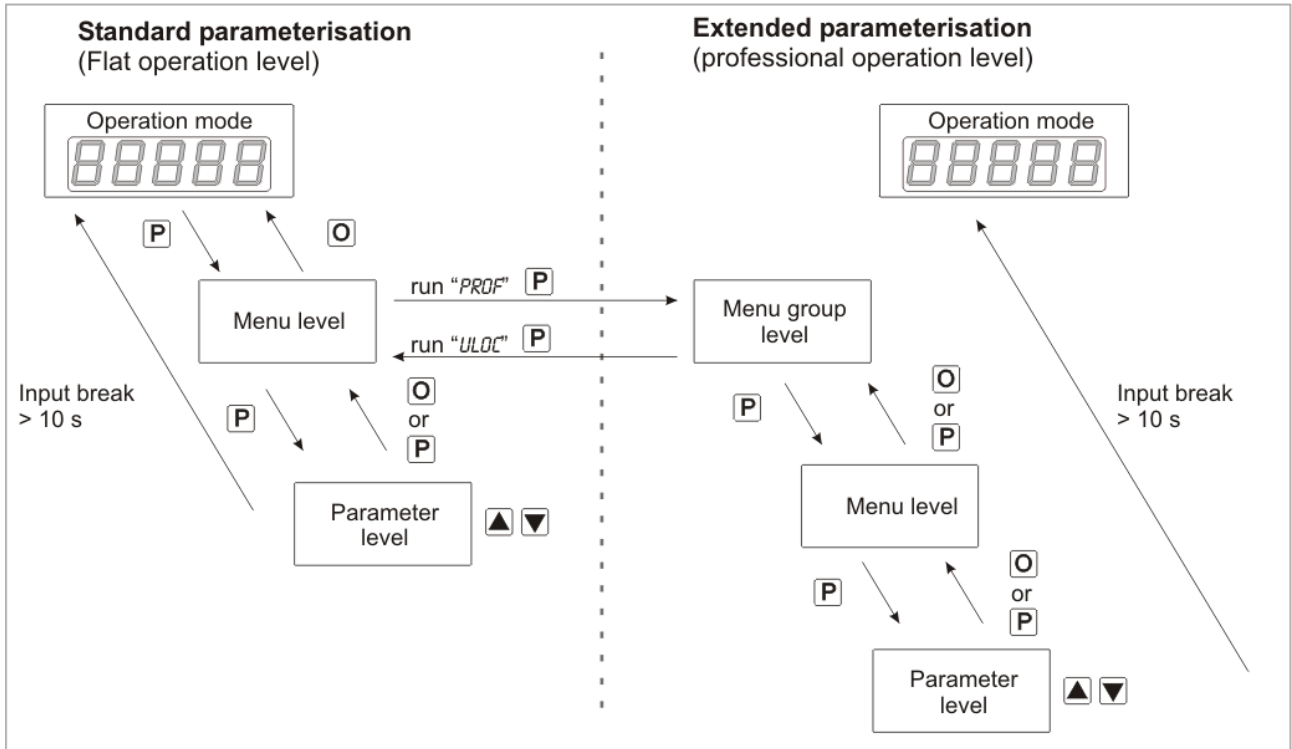 Standard parameterisation
(Flat operation level)
Extended parameterisation
(professional operation level)
Operation mode
88888
Operation mode
88888
P
O
run “PROF” P
Menu level
Menu group
level
run “ULOC” P
Input break
> 10 s
P
O
or
P
Parameter
level
▲ ▼
P
O
or
P
Input break
> 10 s
Menu level
P
O
or
P
Parameter
level
▲ ▼